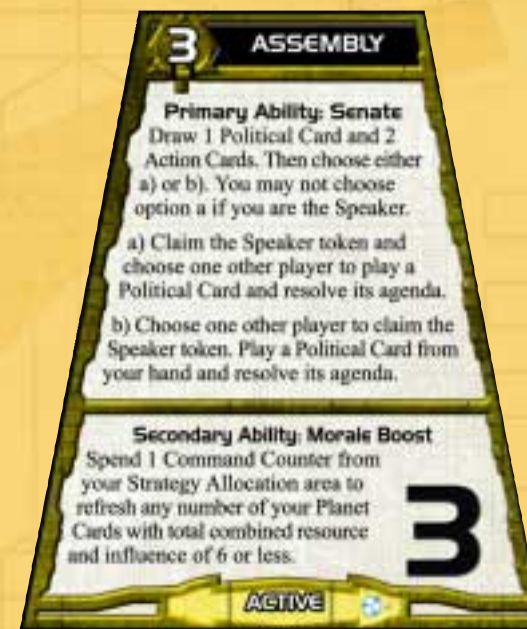 3 ASSEMBLY
Primary Ability: Senate
Draw 1 Political Card and 2
Action Cards. Then choose either
a) or b). You may not choose
option a if you are the Speaker.
a) Claim the Speaker token and
choose one other player to play a
Political Card and resolve its agenda.
b) Choose one other player to claim the
Speaker token. Play a Political Card from
your hand and resolve its agenda.
Secondary Ability: Morale Boost
Spend 1 Command Counter from
your Strategy Allocation area to
refresh any number of your Planet
Cards with total combined resource
and influence of 6 or less.
3
ACTIVE